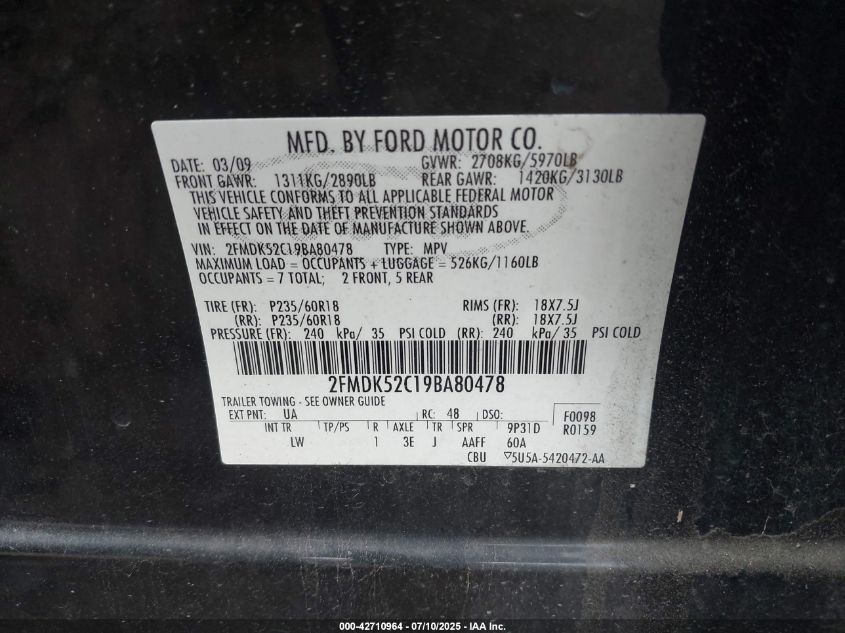 MFD. BY FORD MOTOR CO.
DATE: 03/09 GVWR: 2708KG/5970LB
FRONT GAWR: 1311KG/2890LB REAR GAWR: 1420KG/3130LB
THIS VEHICLE CONFORMS TO ALL APPLICABLE FEDERAL MOTOR
VEHICLE SAFETY AND THEFT PREVENTION STANDARDS
IN EFFECT ON THE DATE OF MANUFACTURE SHOWN ABOVE.
VIN: 2FMDK52C19BA80478 TYPE: MPV
MAXIMUM LOAD = OCCUPANTS + LUGGAGE = 526KG/1160LB
OCCUPANTS = 7 TOTAL; 2 FRONT, 5 REAR
TIRE (FR): P235/60R18 RIMS (FR): 18X7.5J
(RR): P235/60R18 (RR): 18X7.5J
PRESSURE (FR): 240 kPa/ 35 PSI COLD (RR): 240 kPa/ 35 PSI COLD
2FMDK52C19BA80478
TRAILER TOWING - SEE OWNER GUIDE
EXT PNT: UA RC: 48 DSO: F0098
INT TR TP/PS R AXLE TR SPR 9P31D R0159
LW 1 3E J AAFF 60A
CBU 5U5A-5420472-AA
000-42710964 - 07/10/2025 - IAA Inc.